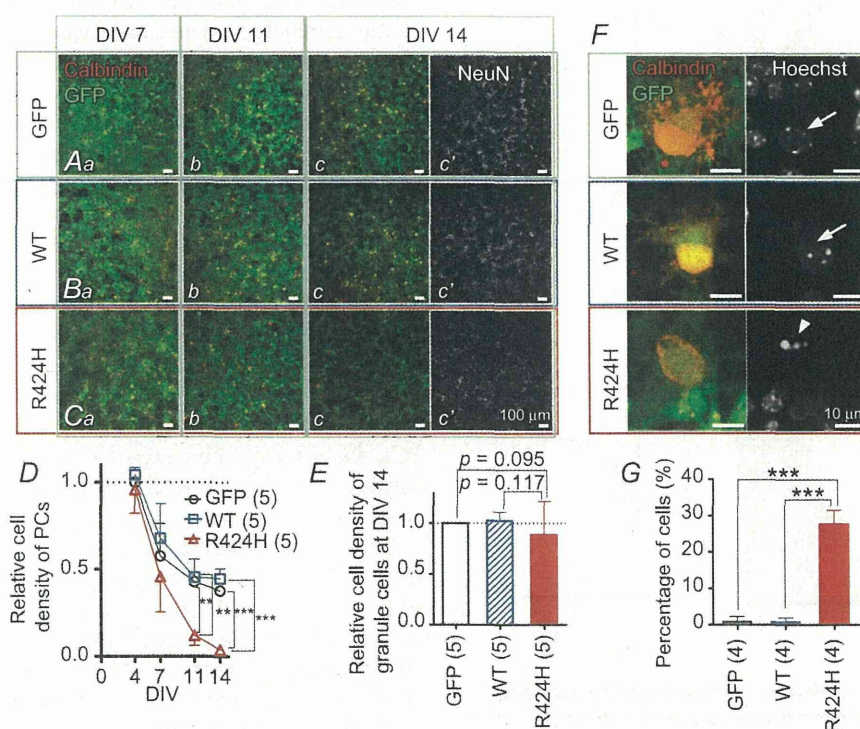 DIV 7 DIV 11 DIV 14
GFP
Calbindin
GFP
Aa b c
NeuN
c'
WT
Ba b c c'
R424H
Ca b c c' 100 µm
F
GFP
Calbindin
GFP
Hoechst
WT
R424H
10 µm
D
Relative cell
density of PCs
1.0
0.5
0.0
0 4 7 11 14
DIV
GFP (5)
WT (5)
R424H (5)
** ** *** ***
E
Relative cell density of
granule cells at DIV 14
p = 0.095
p = 0.117
1.0
0.5
0.0
GFP (5)
WT (5)
R424H (5)
G
Percentage of cells (%)
40
30
20
10
0
***
***
GFP (4)
WT (4)
R424H (4)